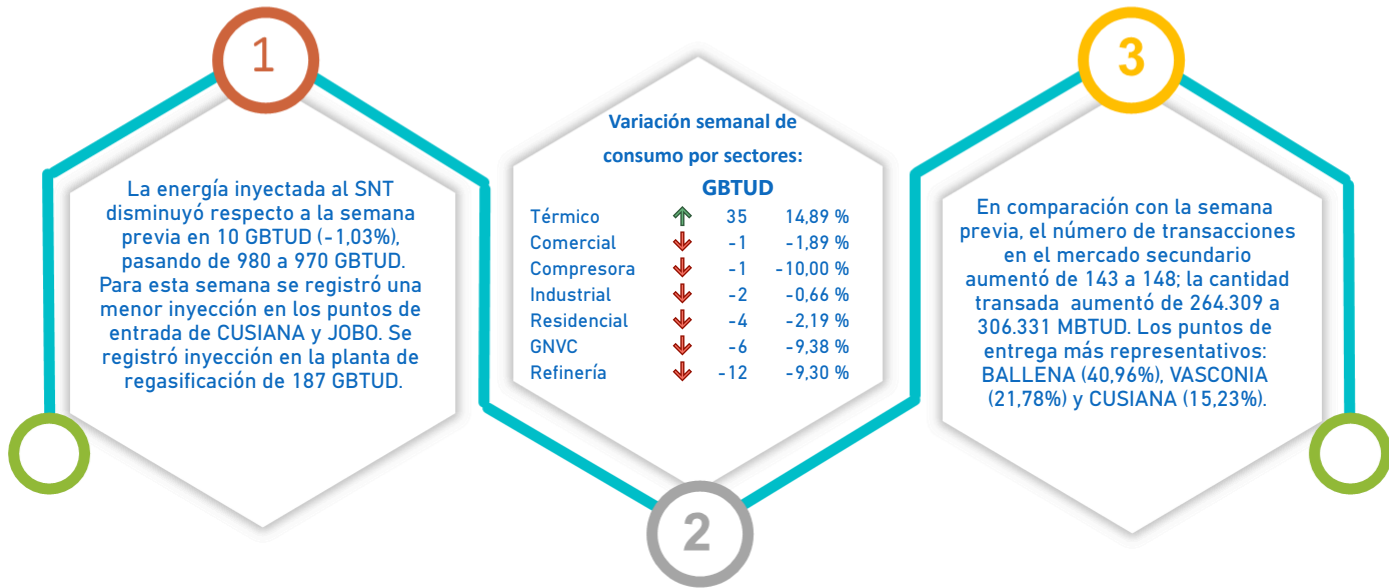 1
La energía inyectada al SNT
disminuyó respecto a la semana
previa en 10 GBTUD (-1,03%),
pasando de 980 a 970 GBTUD.
Para esta semana se registró una
menor inyección en los puntos de
entrada de CUSIANA y JOBO. Se
registró inyección en la planta de
regasificación de 187 GBTUD.
Variación semanal de
consumo por sectores:
GBTUD
Térmico 35 14,89 %
Comercial -1 -1,89 %
Compresora -1 -10,00 %
Industrial -2 -0,66 %
Residencial -4 -2,19 %
GNVC -6 -9,38 %
Refinería -12 -9,30 %
2
3
En comparación con la semana
previa, el número de transacciones
en el mercado secundario
aumentó de 143 a 148; la cantidad
transada aumentó de 264.309 a
306.331 MBTUD. Los puntos de
entrega más representativos:
BALLENA (40,96%), VASCONIA
(21,78%) y CUSIANA (15,23%).